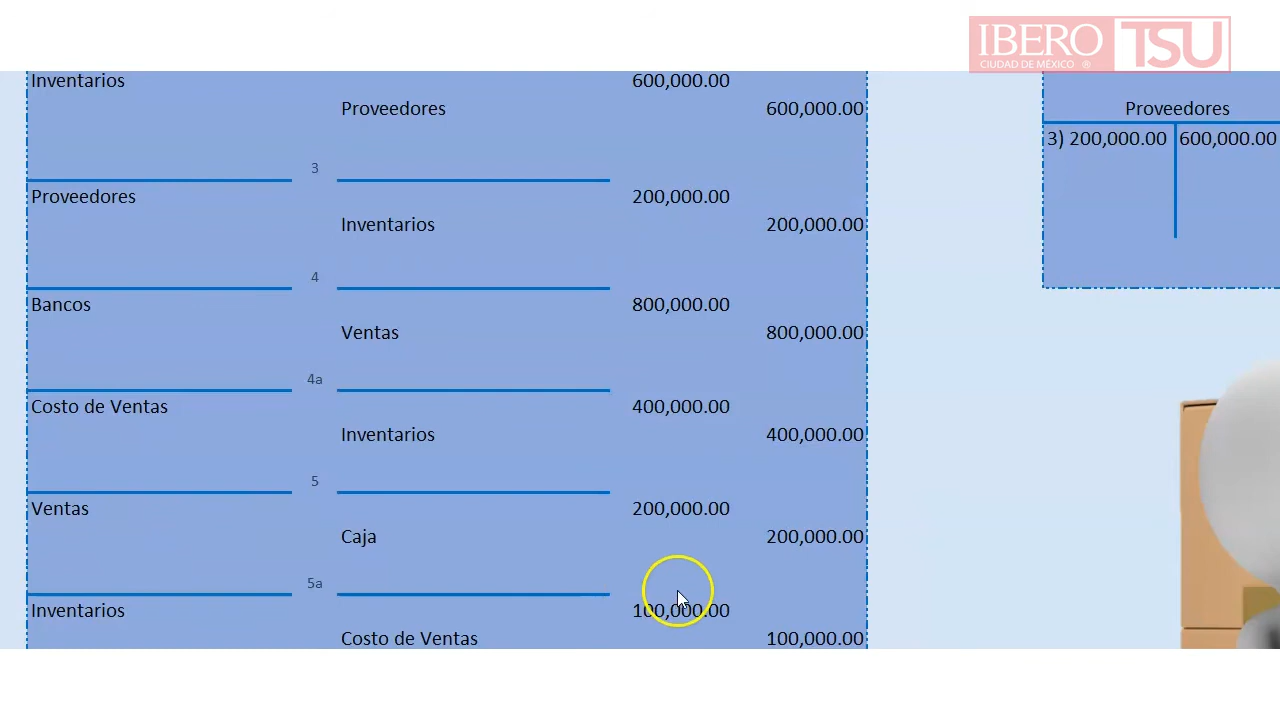 IBERO TSU
CIUDAD DE MÉXICO ®
Inventarios 600,000.00
Proveedores 600,000.00
3
Proveedores 200,000.00
Inventarios 200,000.00
4
Bancos 800,000.00
Ventas 800,000.00
4a
Costo de Ventas 400,000.00
Inventarios 400,000.00
5
Ventas 200,000.00
Caja 200,000.00
5a
Inventarios 100,000.00
Costo de Ventas 100,000.00
Proveedores
3) 200,000.00 600,000.00